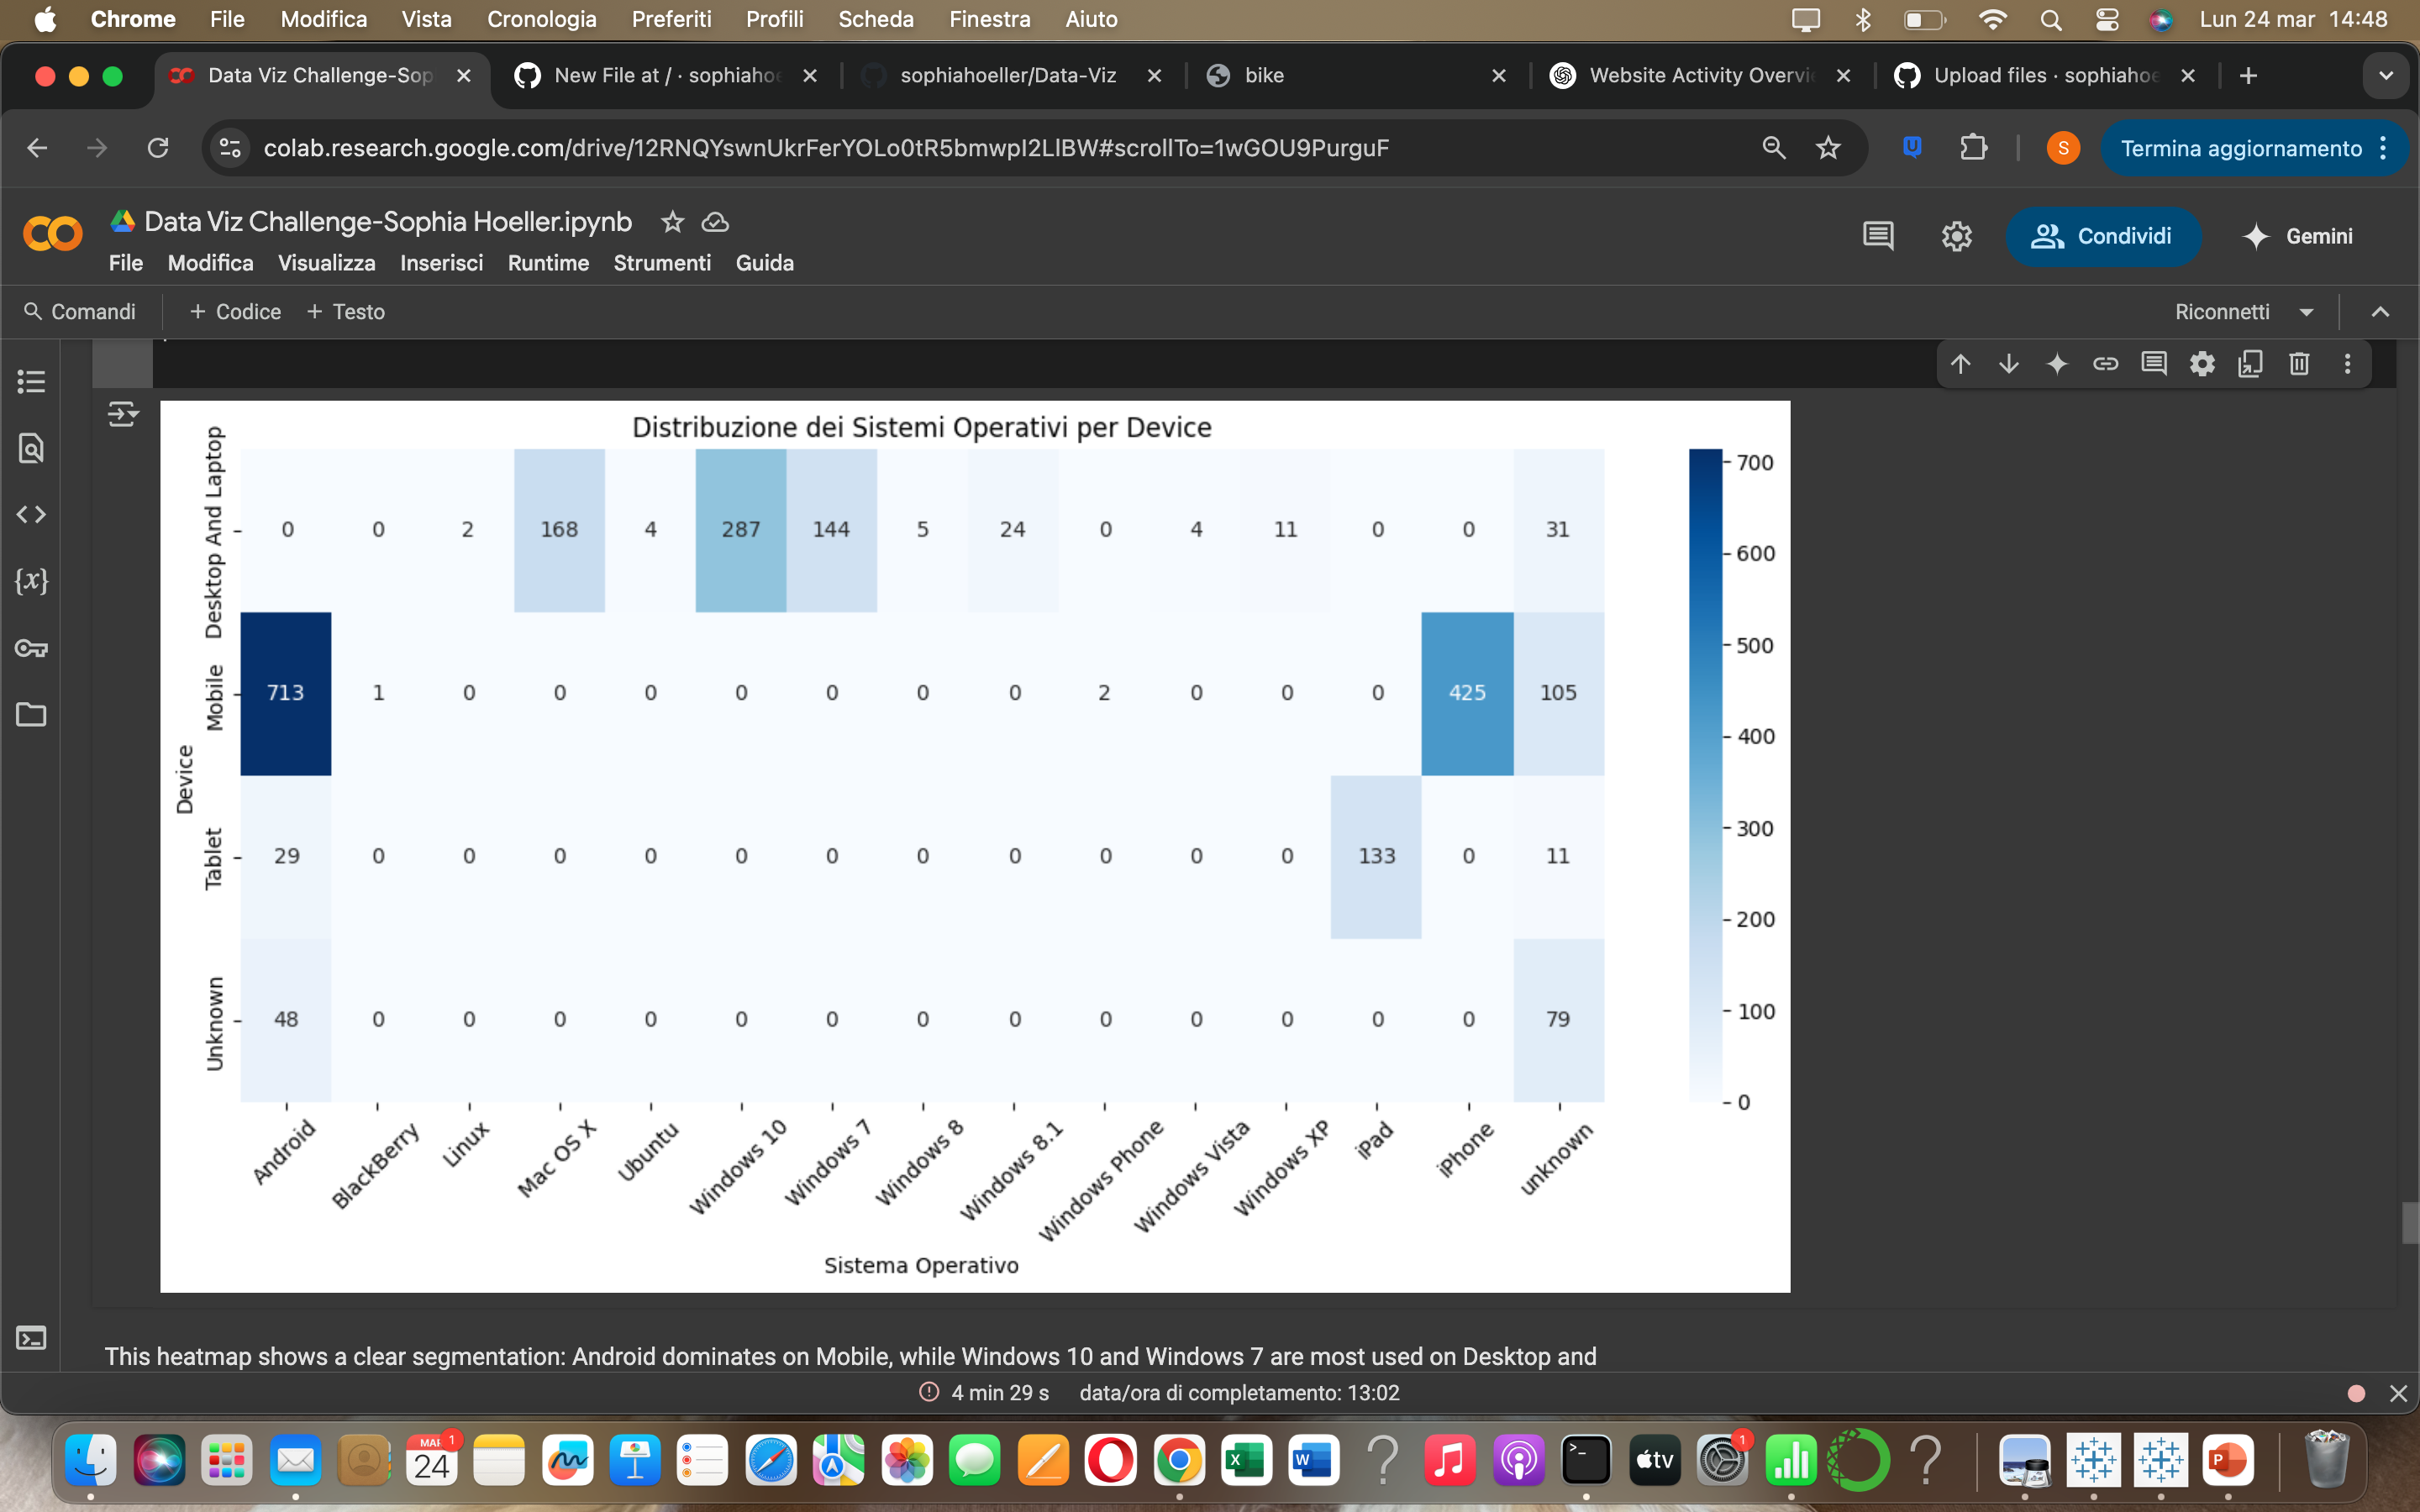 Chrome File Modifica Vista Cronologia Preferiti Profili Scheda Finestra Aiuto Lun 24 mar 14:48
Data Viz Challenge-Sop New File at / · sophiahoe sophiahoeller/Data-Viz bike Website Activity Overvi Upload files · sophiahoe
colab.research.google.com/drive/12RNQYswnUkrFerYOLo0tR5bmwpI2LlBW#scrollTo=1wGOU9PurguF S Termina aggiornamento
Data Viz Challenge-Sophia Hoeller.ipynb
Condividi Gemini
File Modifica Visualizza Inserisci Runtime Strumenti Guida
Comandi + Codice + Testo Riconnetti
Distribuzione dei Sistemi Operativi per Device
Desktop And Laptop 0 0 2 168 4 287 144 5 24 0 4 11 0 0 31
Mobile 713 1 0 0 0 0 0 0 0 2 0 0 0 425 105
Device
Tablet 29 0 0 0 0 0 0 0 0 0 0 0 133 0 11
Unknown 48 0 0 0 0 0 0 0 0 0 0 0 0 0 79
700
600
500
400
300
200
100
0
Android BlackBerry Linux Mac OS X Ubuntu Windows 10 Windows 7 Windows 8 Windows 8.1 Windows Phone Windows Vista Windows XP iPad iPhone unknown
Sistema Operativo
This heatmap shows a clear segmentation: Android dominates on Mobile, while Windows 10 and Windows 7 are most used on Desktop and
4 min 29 s data/ora di completamento: 13:02
MAR 1
24
X W tv 1 P